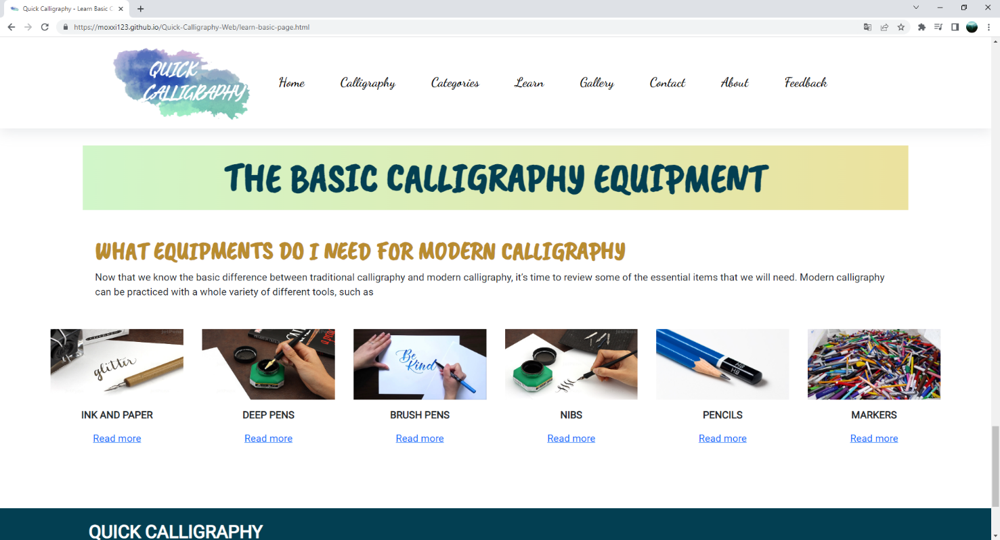 Quick Calligraphy - Learn Basic C
https://moxxi123.github.io/Quick-Calligraphy-Web/learn-basic-page.html
QUICK
CALLIGRAPHY
Home Calligraphy Categories Learn Gallery Contact About Feedback
THE BASIC CALLIGRAPHY EQUIPMENT
WHAT EQUIPMENTS DO I NEED FOR MODERN CALLIGRAPHY
Now that we know the basic difference between traditional calligraphy and modern calligraphy, it’s time to review some of the essential items that we will need. Modern calligraphy
can be practiced with a whole variety of different tools, such as
JetPens
glitter
Be
Kind
JetPens
HB
HB
INK AND PAPER DEEP PENS BRUSH PENS NIBS PENCILS MARKERS
Read more Read more Read more Read more Read more Read more
QUICK CALLIGRAPHY